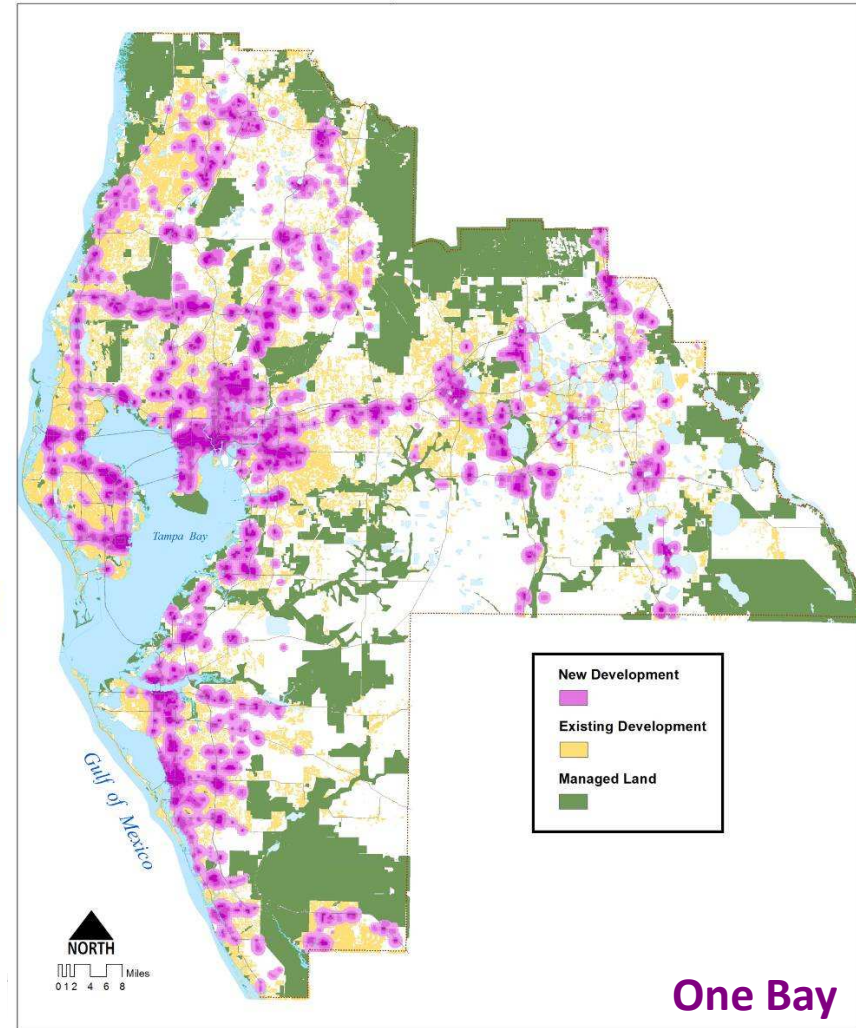 Tampa Bay
Gulf of Mexico
New Development
Existing Development
Managed Land
NORTH
Miles
0 1 2 4 6 8
One Bay